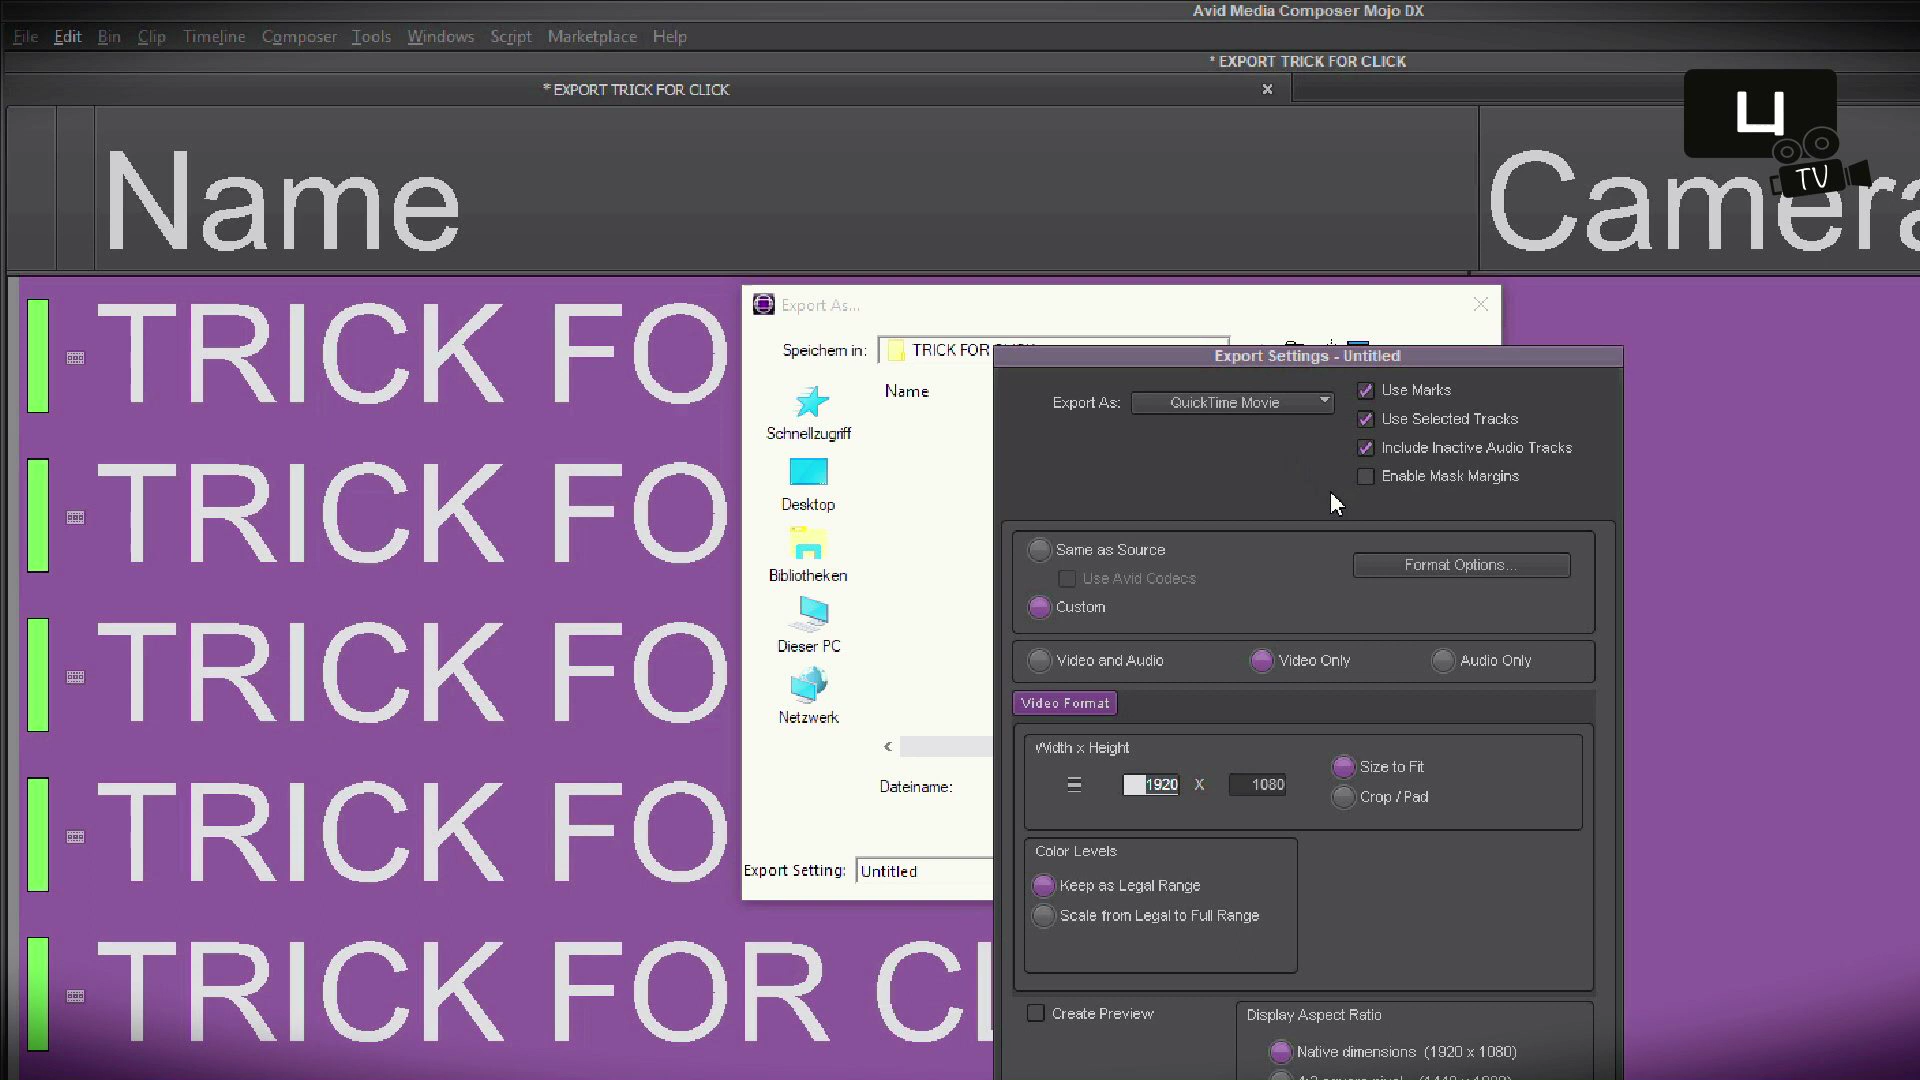 Avid Media Composer Mojo DX
File Edit Bin Clip Timeline Composer Tools Windows Script Marketplace Help
* EXPORT TRICK FOR CLICK
* EXPORT TRICK FOR CLICK
4
TV
Name
Camera
TRICK FO
TRICK FO
TRICK FO
TRICK FO
TRICK FOR CL
Export As...
Speichern in:
TRICK FOR
Name
Schnellzugriff
Desktop
Bibliotheken
Dieser PC
Netzwerk
Dateiname:
Export Setting: Untitled
Export Settings - Untitled
Export As: QuickTime Movie
Use Marks
Use Selected Tracks
Include Inactive Audio Tracks
Enable Mask Margins
Same as Source
Format Options...
Use Avid Codecs
Custom
Video and Audio
Video Only
Audio Only
Video Format
Width x Height
1920 X 1080
Size to Fit
Crop / Pad
Color Levels
Keep as Legal Range
Scale from Legal to Full Range
Create Preview
Display Aspect Ratio
Native dimensions (1920 x 1080)